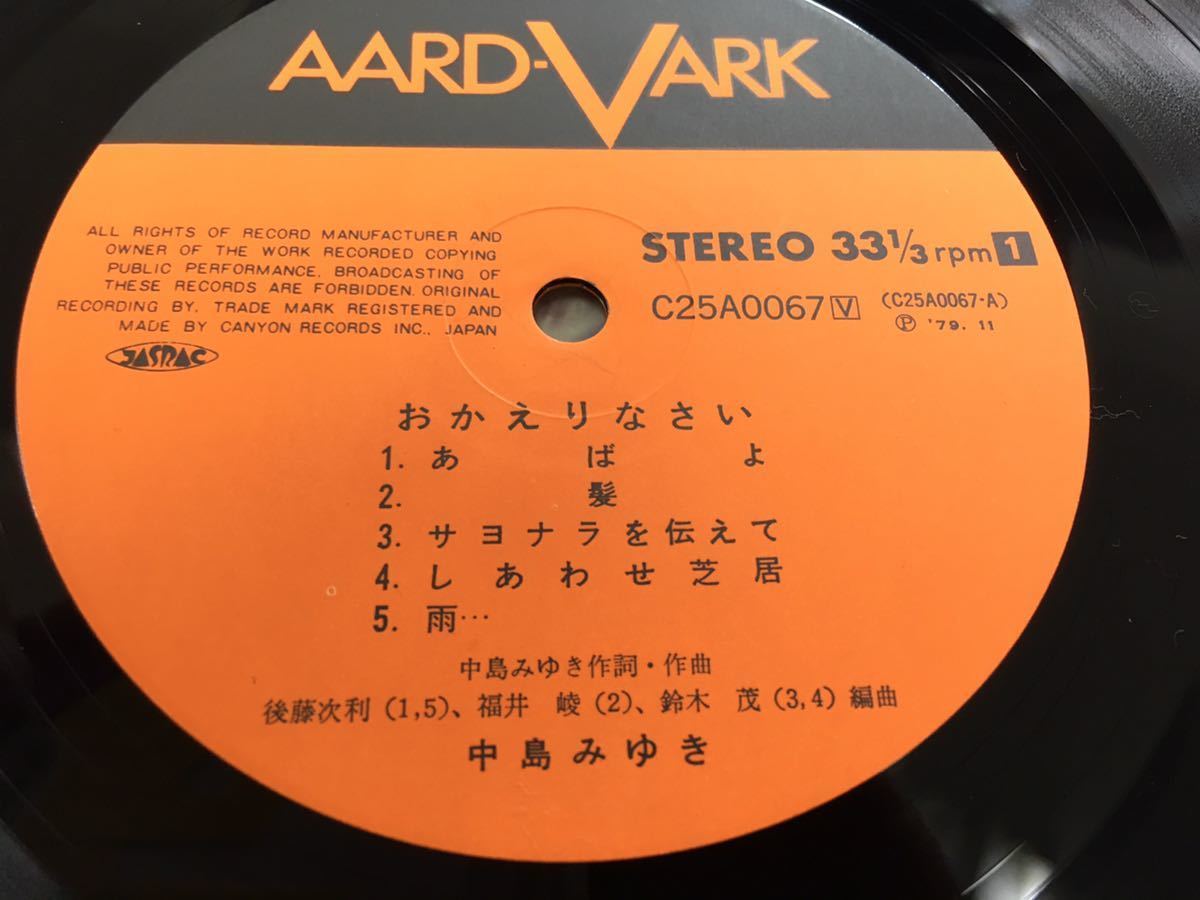 AARD-VARK
ALL RIGHTS OF RECORD MANUFACTURER AND
OWNER OF THE WORK RECORDED COPYING
PUBLIC PERFORMANCE, BROADCASTING OF
THESE RECORDS ARE FORBIDDEN. ORIGINAL
RECORDING BY, TRADE MARK REGISTERED AND
MADE BY CANYON RECORDS INC., JAPAN
JASRAC
STEREO 33⅓ rpm 1
C25A0067 V (C25A0067-A)
Ⓟ '79. 11
おかえりなさい
1. あばよ
2. 髪
3. サヨナラを伝えて
4. しあわせ芝居
5. 雨…
中島みゆき作詞・作曲
後藤次利(1,5)、福井 崚(2)、鈴木 茂(3,4)編曲
中島みゆき